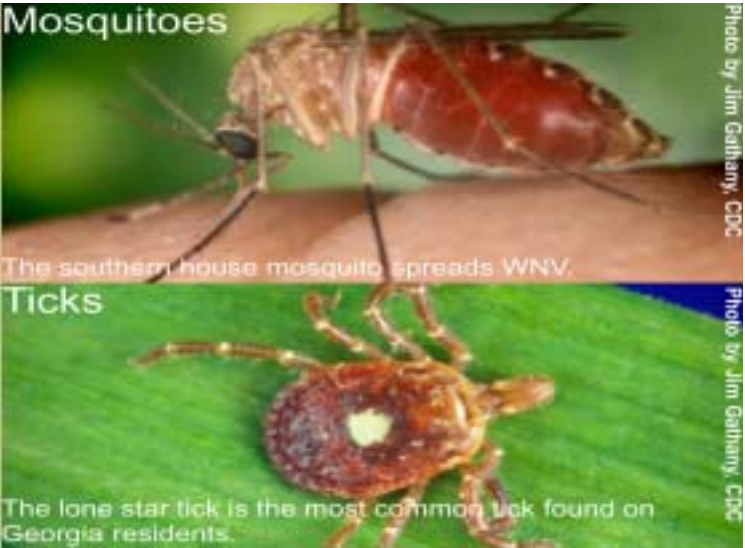 Mosquitoes
Photo by Jim Gathany, CDC
The southern house mosquito spreads WNV.
Ticks
Photo by Jim Gathany, CDC
The lone star tick is the most common tick found on
Georgia residents.